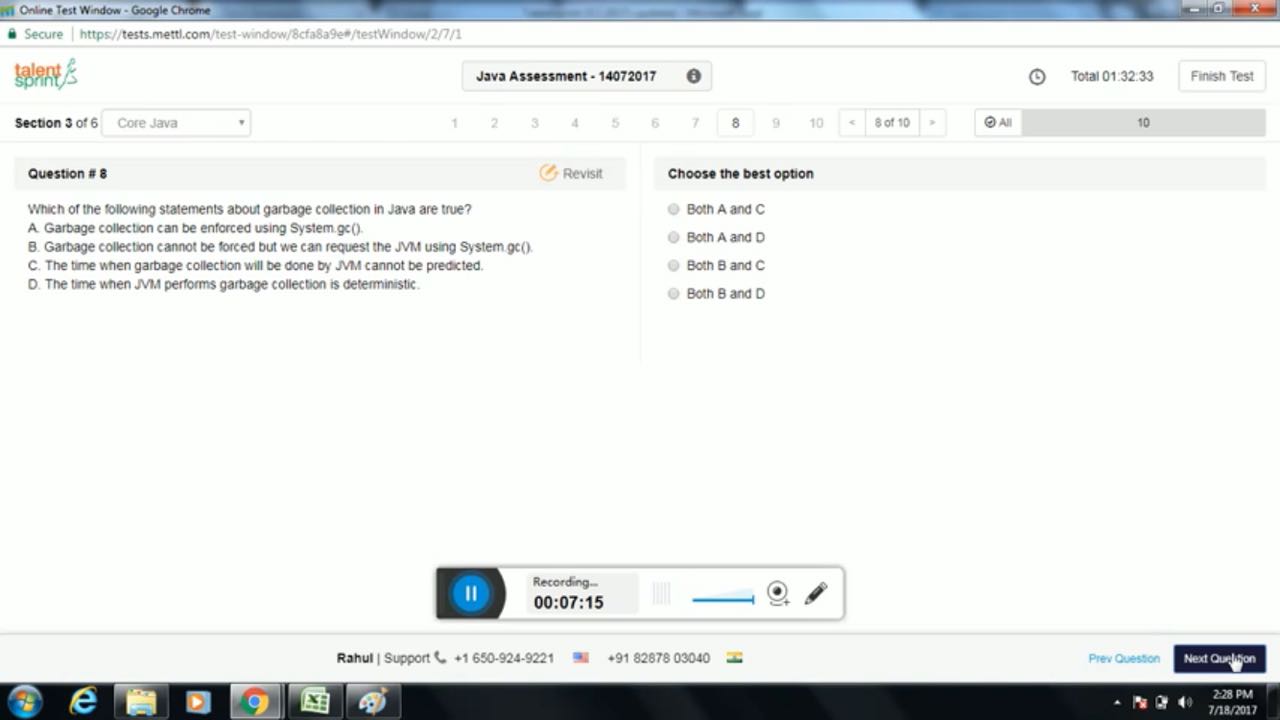 Online Test Window - Google Chrome
Secure | https://tests.mettl.com/test-window/8cfa8a9e#/testWindow/2/7/1
talent sprint
Java Assessment - 14072017
Total 01:32:33
Finish Test
Section 3 of 6
Core Java
1 2 3 4 5 6 7 8 9 10 < 8 of 10 >
All
10
Question # 8
Revisit
Which of the following statements about garbage collection in Java are true?
A. Garbage collection can be enforced using System.gc().
B. Garbage collection cannot be forced but we can request the JVM using System.gc().
C. The time when garbage collection will be done by JVM cannot be predicted.
D. The time when JVM performs garbage collection is deterministic.
Choose the best option
Both A and C
Both A and D
Both B and C
Both B and D
Recording...
00:07:15
Rahul | Support +1 650-924-9221 +91 82878 03040
Prev Question
Next Question
2:28 PM
7/18/2017